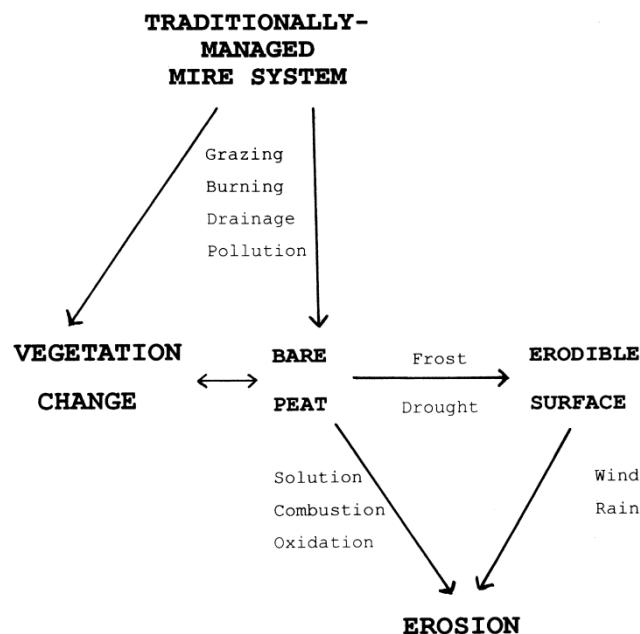 TRADITIONALLY-
MANAGED
MIRE SYSTEM
Grazing
Burning
Drainage
Pollution
VEGETATION
CHANGE
BARE
PEAT
Frost
Drought
ERODIBLE
SURFACE
Solution
Combustion
Oxidation
Wind
Rain
EROSION